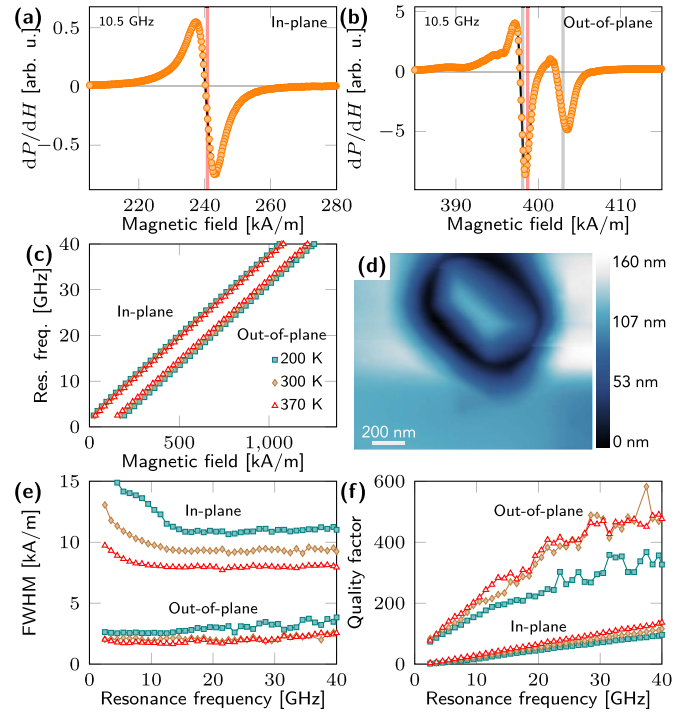 (a)
10.5 GHz
In-plane
dP/dH [arb. u.]
0.5
0
−0.5
220
240
260
280
Magnetic field [kA/m]
(b)
10.5 GHz
Out-of-plane
dP/dH [arb. u.]
5
0
−5
390
400
410
Magnetic field [kA/m]
(c)
Res. freq. [GHz]
40
30
20
10
0
In-plane
Out-of-plane
200 K
300 K
370 K
0
500
1,000
Magnetic field [kA/m]
(d)
200 nm
160 nm
107 nm
53 nm
0 nm
(e)
FWHM [kA/m]
15
10
5
0
In-plane
Out-of-plane
0
10
20
30
40
Resonance frequency [GHz]
(f)
Quality factor
600
400
200
0
Out-of-plane
In-plane
0
10
20
30
40
Resonance frequency [GHz]